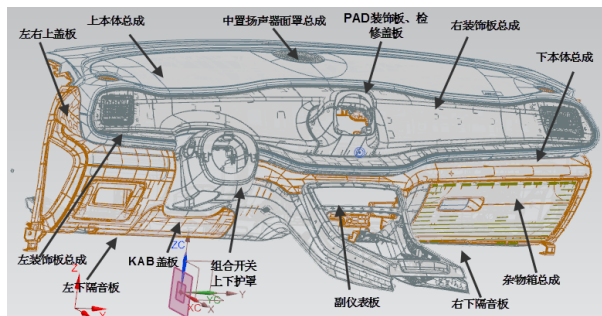 上本体总成
中置扬声器面罩总成
PAD装饰板、检
修盖板
右装饰板总成
左右上盖板
下本体总成
左装饰板总成
KAB盖板
组合开关
上下护罩
左下隔音板
副仪表板
右下隔音板
杂物箱总成
ZC
YC
XC
Z
Y
X
X